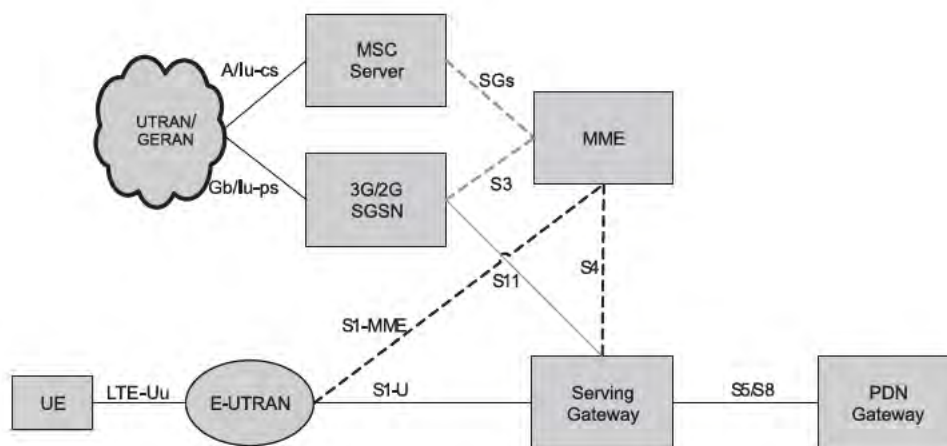 MSC
Server
A/Iu-cs
SGs
UTRAN/
GERAN
MME
Gb/Iu-ps
3G/2G
SGSN
S3
S11
S4
S1-MME
UE
LTE-Uu
E-UTRAN
S1-U
Serving
Gateway
S5/S8
PDN
Gateway